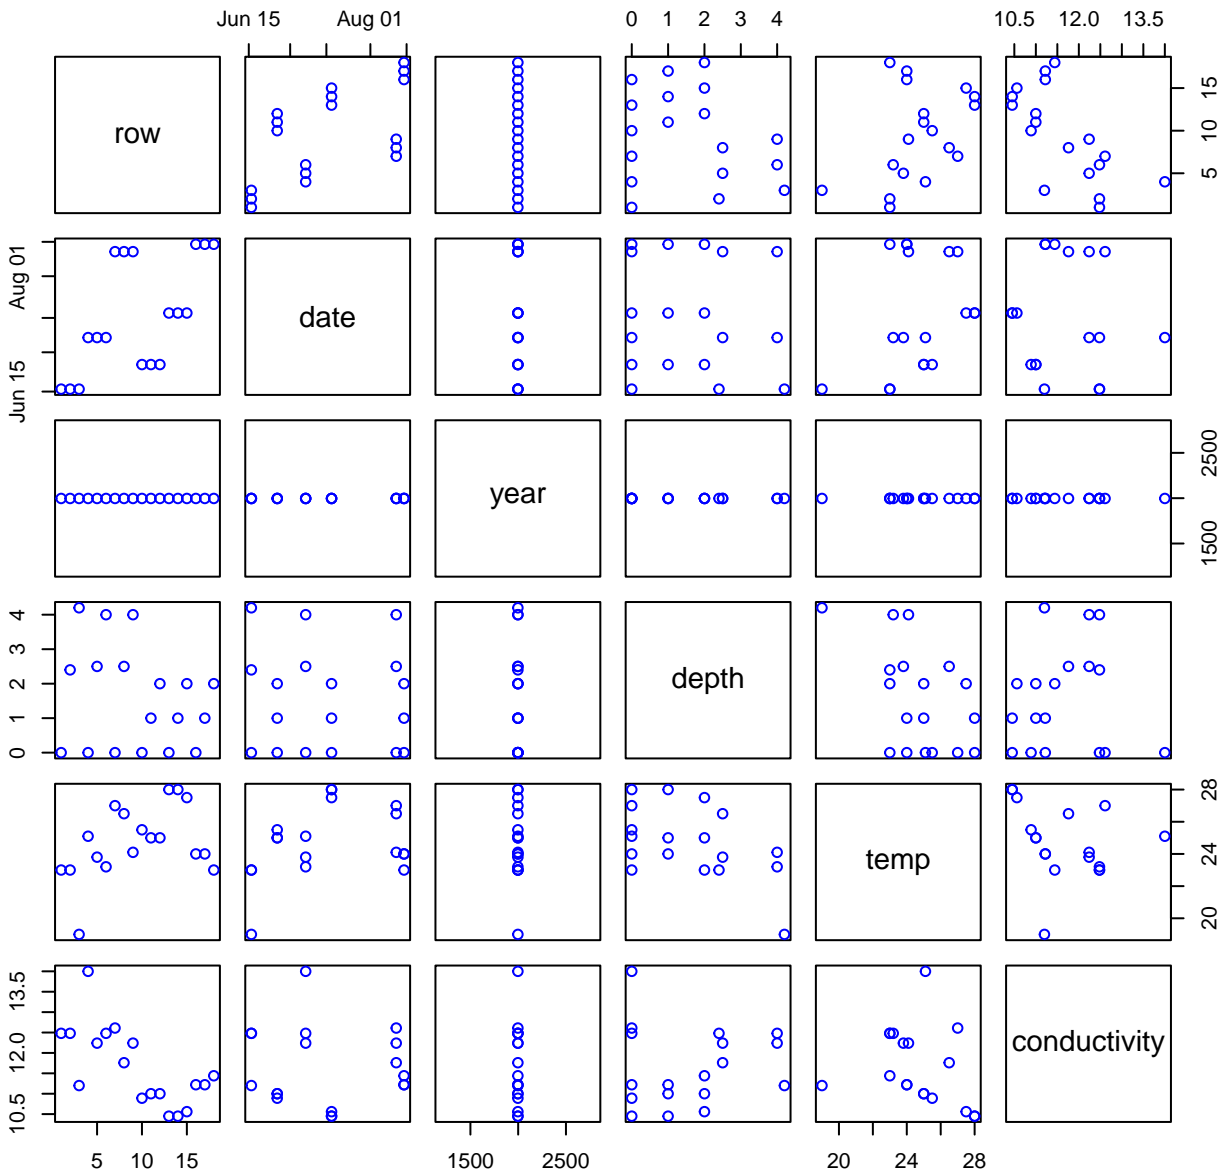 Jun 15 Aug 01 0 1 2 3 4 10.5 12.0 13.5
row 5 10 15
Jun 15 Aug 01 date
year 1500 2500
0 1 2 3 4 depth
temp 20 24 28
10.5 12.0 13.5 conductivity
5 10 15 1500 2500 20 24 28